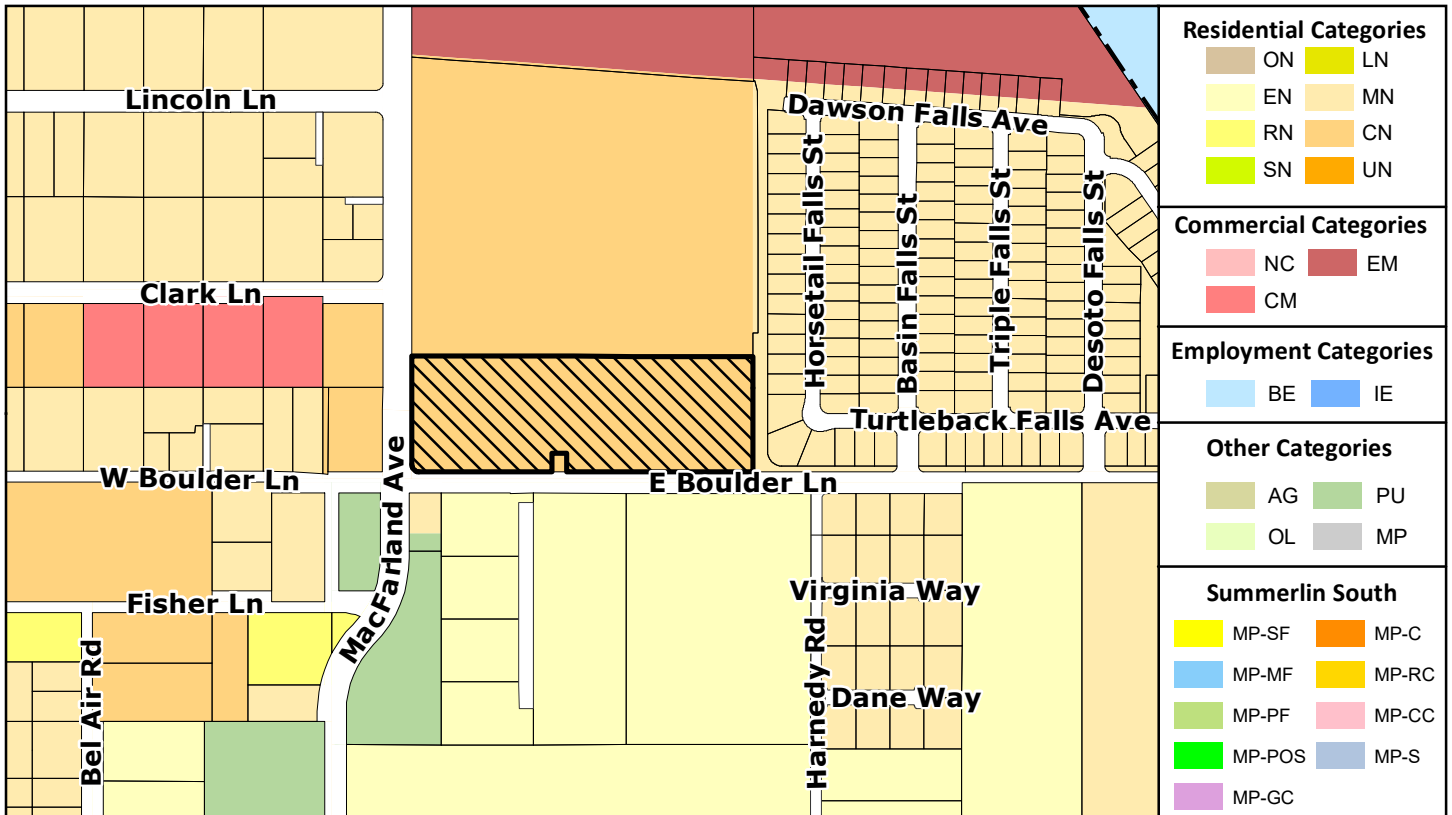 Lincoln Ln
Dawson Falls Ave
Horsetail Falls St
Basin Falls St
Triple Falls St
Desoto Falls St
Clark Ln
Turtleback Falls Ave
W Boulder Ln
E Boulder Ln
MacFarland Ave
Fisher Ln
Virginia Way
Bel Air Rd
Harnedy Rd
Dane Way
Residential Categories
ON LN
EN MN
RN CN
SN UN
Commercial Categories
NC EM
CM
Employment Categories
BE IE
Other Categories
AG PU
OL MP
Summerlin South
MP-SF MP-C
MP-MF MP-RC
MP-PF MP-CC
MP-POS MP-S
MP-GC